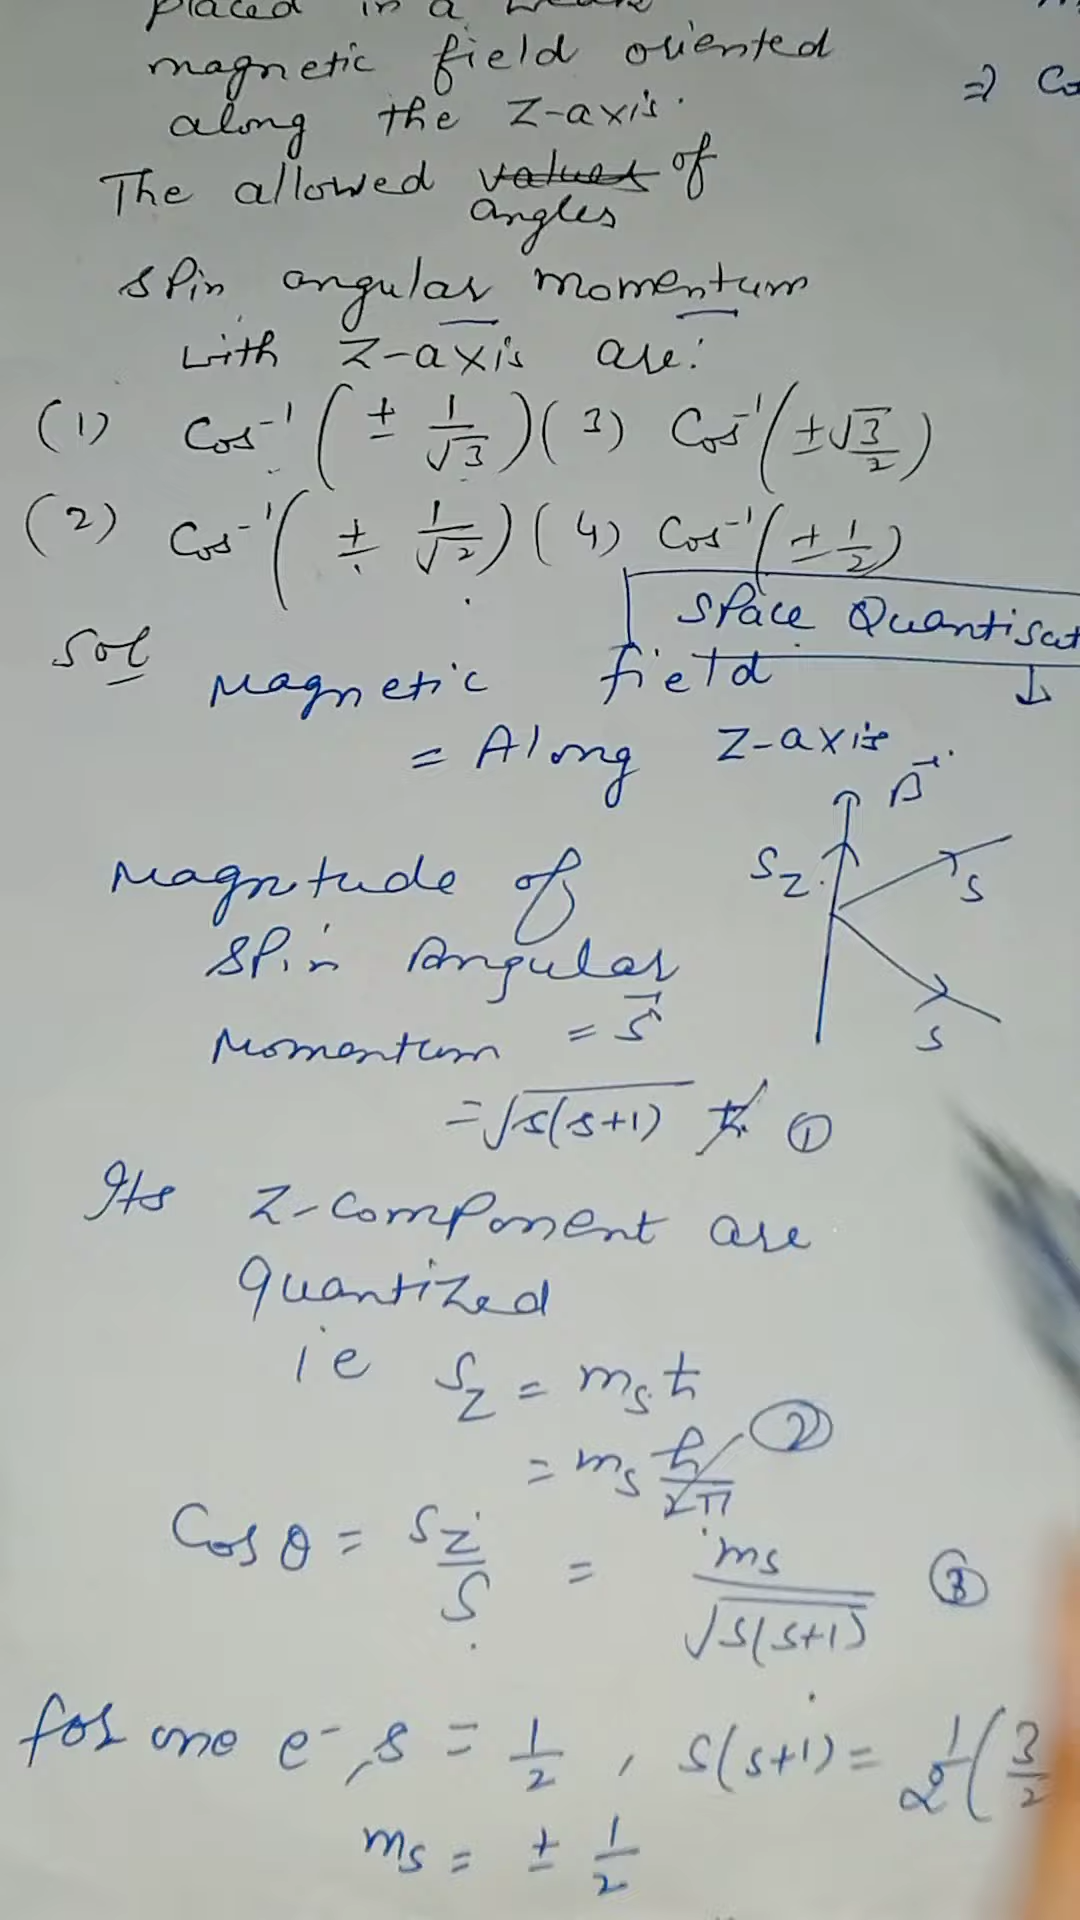 placed in a weak
magnetic field oriented
along the Z-axis.
The allowed values of
angles
spin angular momentum
with Z-axis are:
(1) Cos⁻¹(± 1/√3) (3) Cos⁻¹(± √3/2)
(2) Cos⁻¹(± 1/√2) (4) Cos⁻¹(± 1/2)
Space Quantisat
Sol Magnetic field
= Along Z-axis
B⃗
Sz
S
S
Magnitude of
spin Angular
Momentum = S⃗
= √s(s+1) ħ ①
Its Z-component are
quantized
ie Sz = ms ħ
= ms h/2π ②
Cos θ = Sz/S = ms/√s(s+1) ③
for one e⁻, s = 1/2, s(s+1) = 1/2(3/2
ms = ± 1/2